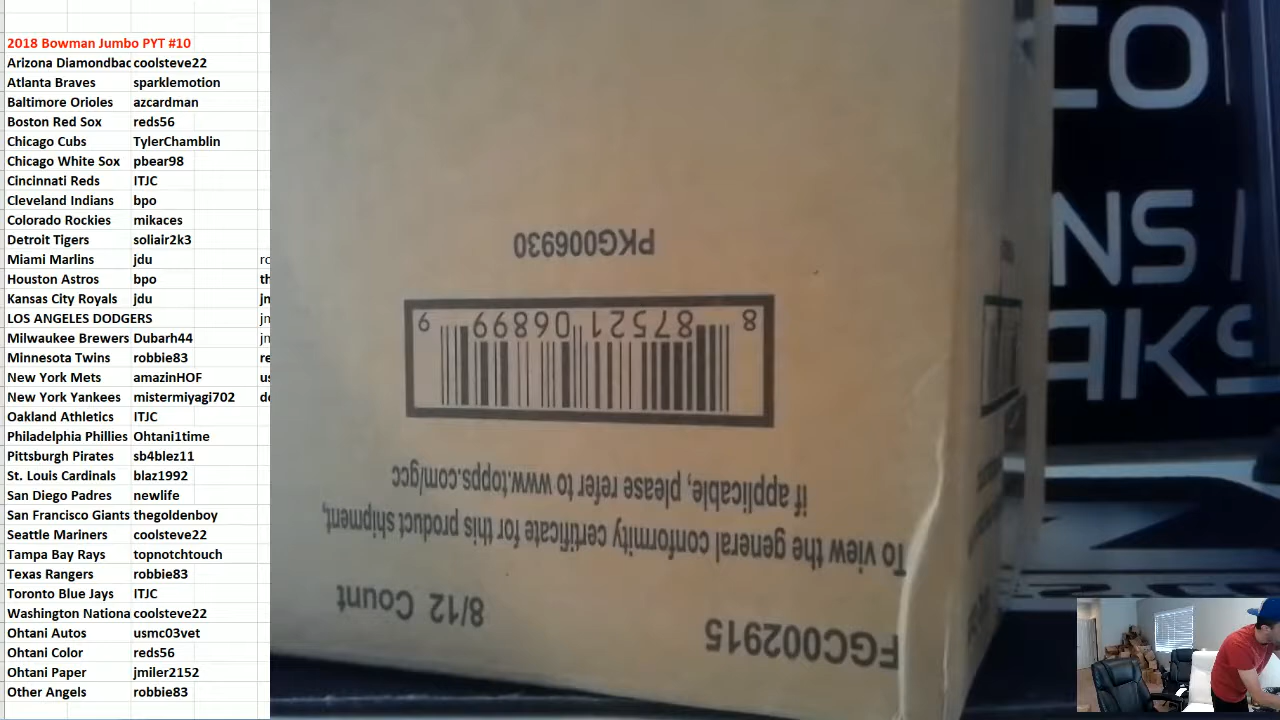 2018 Bowman Jumbo PYT #10
Arizona Diamondbac coolsteve22
Atlanta Braves sparklemotion
Baltimore Orioles azcardman
Boston Red Sox reds56
Chicago Cubs TylerChamblin
Chicago White Sox pbear98
Cincinnati Reds ITJC
Cleveland Indians bpo
Colorado Rockies mikaces
Detroit Tigers soliair2k3
Miami Marlins jdu
Houston Astros bpo
Kansas City Royals jdu
LOS ANGELES DODGERS
Milwaukee Brewers Dubarh44
Minnesota Twins robbie83
New York Mets amazinHOF
New York Yankees mistermiyagi702
Oakland Athletics ITJC
Philadelphia Phillies Ohtani1time
Pittsburgh Pirates sb4blez11
St. Louis Cardinals blaz1992
San Diego Padres newlife
San Francisco Giants thegoldenboy
Seattle Mariners coolsteve22
Tampa Bay Rays topnotchtouch
Texas Rangers robbie83
Toronto Blue Jays ITJC
Washington Nationa coolsteve22
Ohtani Autos usmc03vet
Ohtani Color reds56
Ohtani Paper jmiler2152
Other Angels robbie83
FGC002915
8/12 Count
To view the general conformity certificate for this product shipment,
if applicable, please refer to www.topps.com/gcc
8 87521 06899 9
PKG006930
CO
NS
AKS